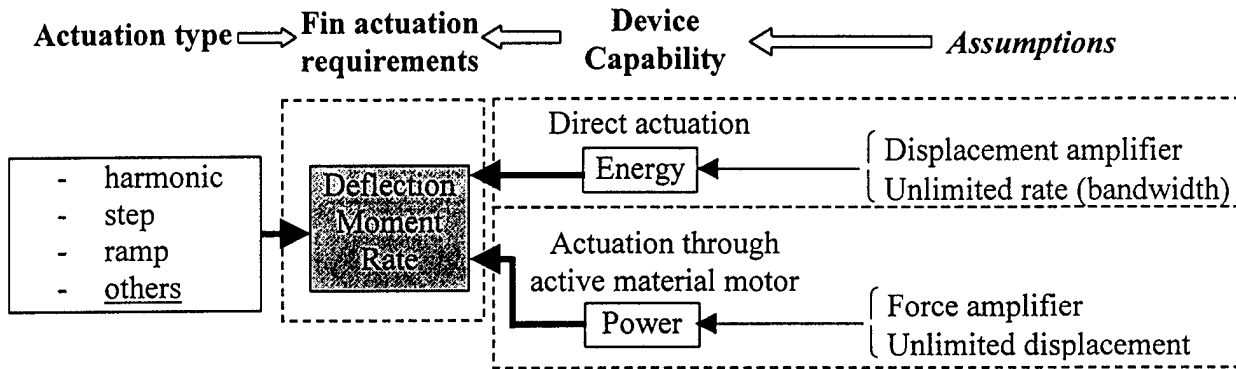 Actuation type
Fin actuation
requirements
Device
Capability
Assumptions
- harmonic
- step
- ramp
- others
Deflection
Moment
Rate
Direct actuation
Energy
Displacement amplifier
Unlimited rate (bandwidth)
Actuation through
active material motor
Power
Force amplifier
Unlimited displacement